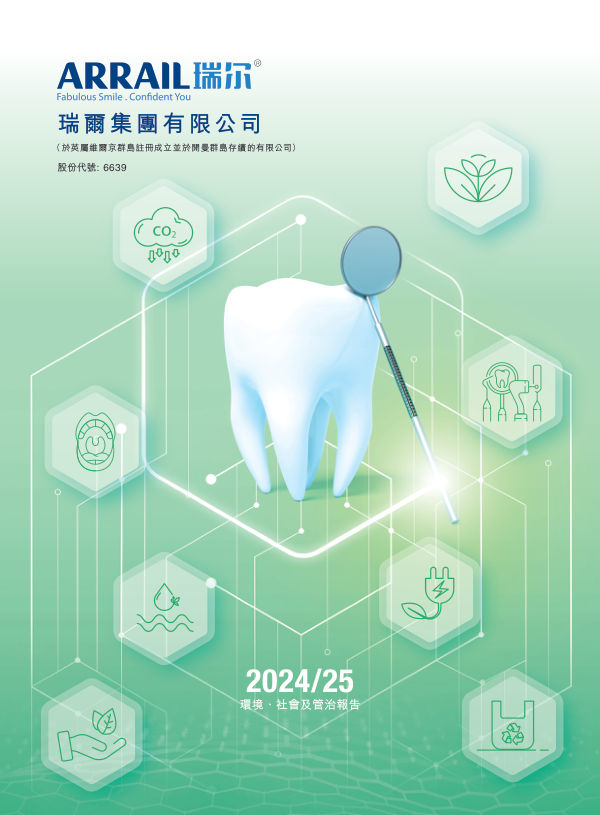 ARRAIL瑞尔®
Fabulous Smile . Confident You
瑞爾集團有限公司
(於英屬維爾京群島註冊成立並於開曼群島存續的有限公司)
股份代號: 6639
CO2
2024/25
環境、社會及管治報告